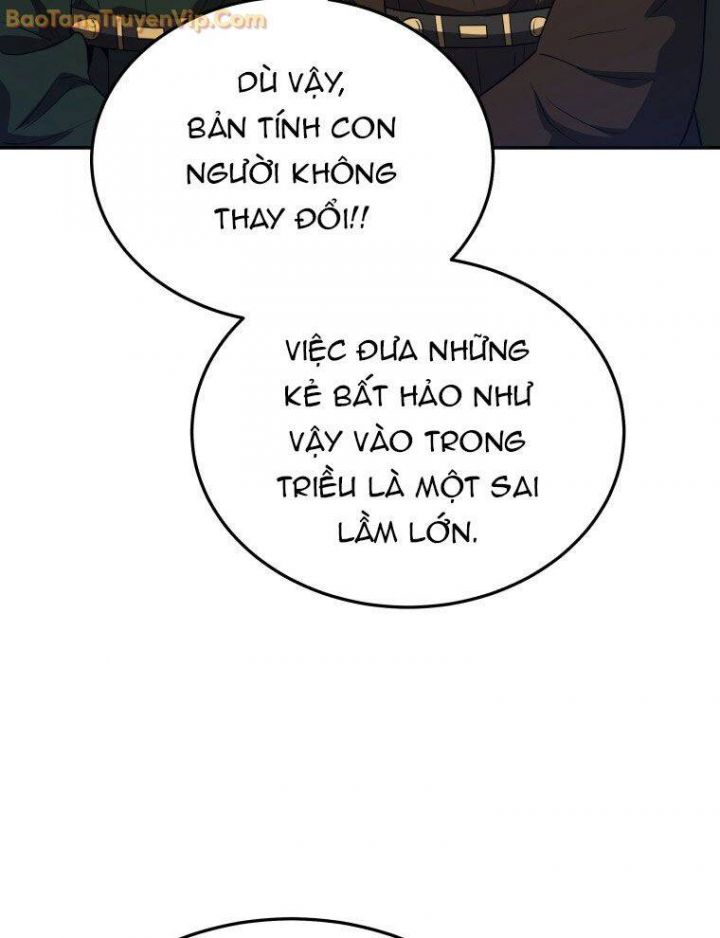 BaoTangTruyenVip.Com
DÙ VẬY,
BẢN TÍNH CON
NGƯỜI KHÔNG
THAY ĐỔI!!
VIỆC ĐƯA NHỮNG
KẺ BẤT HẢO NHƯ
VẬY VÀO TRONG
TRIỀU LÀ MỘT SAI
LẦM LỚN.